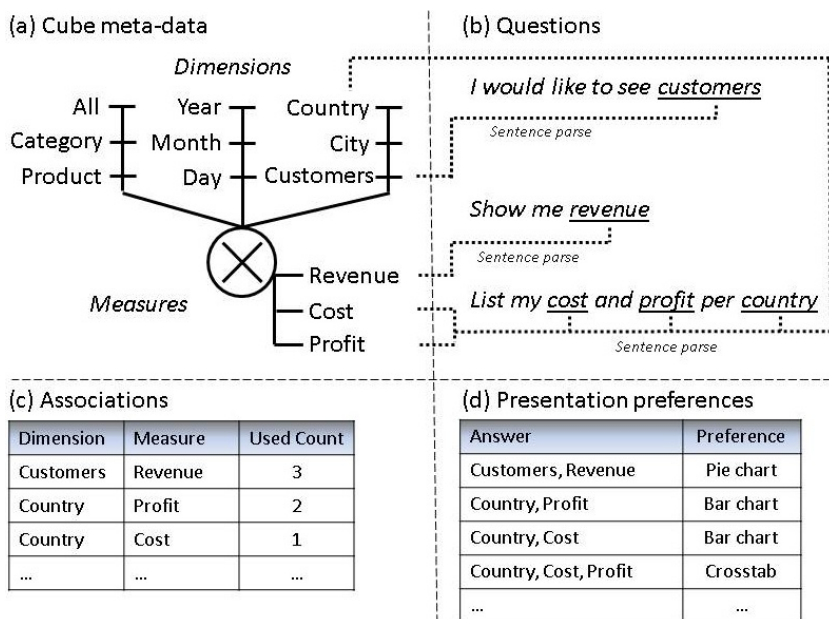 (a) Cube meta-data
Dimensions
All
Category
Product
Year
Month
Day
Country
City
Customers
Measures
Revenue
Cost
Profit
(b) Questions
I would like to see customers
Sentence parse
Show me revenue
Sentence parse
List my cost and profit per country
Sentence parse
(c) Associations
Dimension Measure Used Count
Customers Revenue 3
Country Profit 2
Country Cost 1
... ... ...
(d) Presentation preferences
Answer Preference
Customers, Revenue Pie chart
Country, Profit Bar chart
Country, Cost Bar chart
Country, Cost, Profit Crosstab
... ...